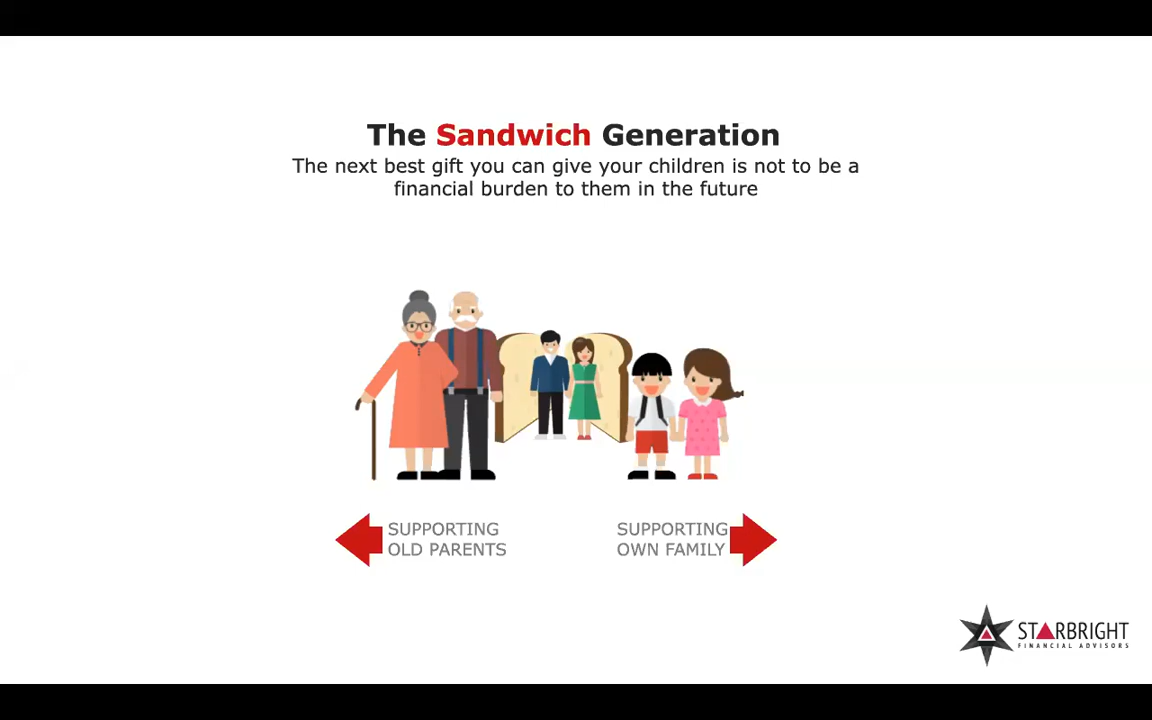 The Sandwich Generation
The next best gift you can give your children is not to be a
financial burden to them in the future
SUPPORTING
OLD PARENTS
SUPPORTING
OWN FAMILY
STARBRIGHT
FINANCIAL ADVISORS